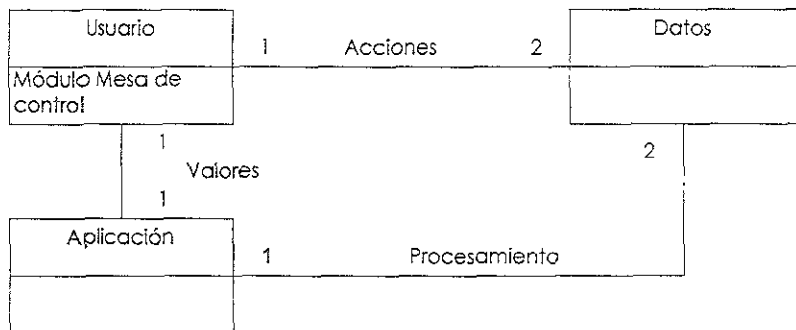 Usuario
Datos
1 Acciones 2
Módulo Mesa de
control
1
2
Valores
1
Aplicación
1 Procesamiento